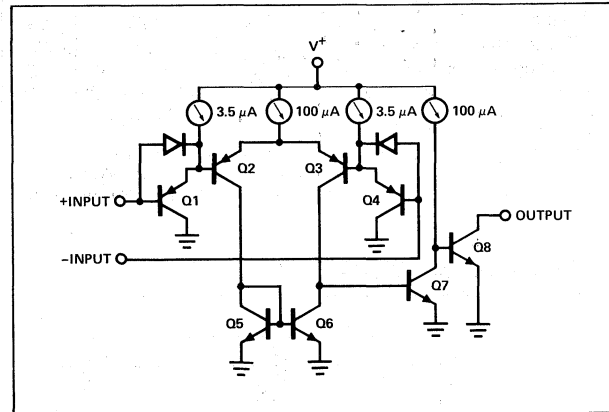 V+
3.5 μA
100 μA
3.5 μA
100 μA
Q2
Q3
+INPUT
Q1
Q4
OUTPUT
Q8
−INPUT
Q7
Q5
Q6